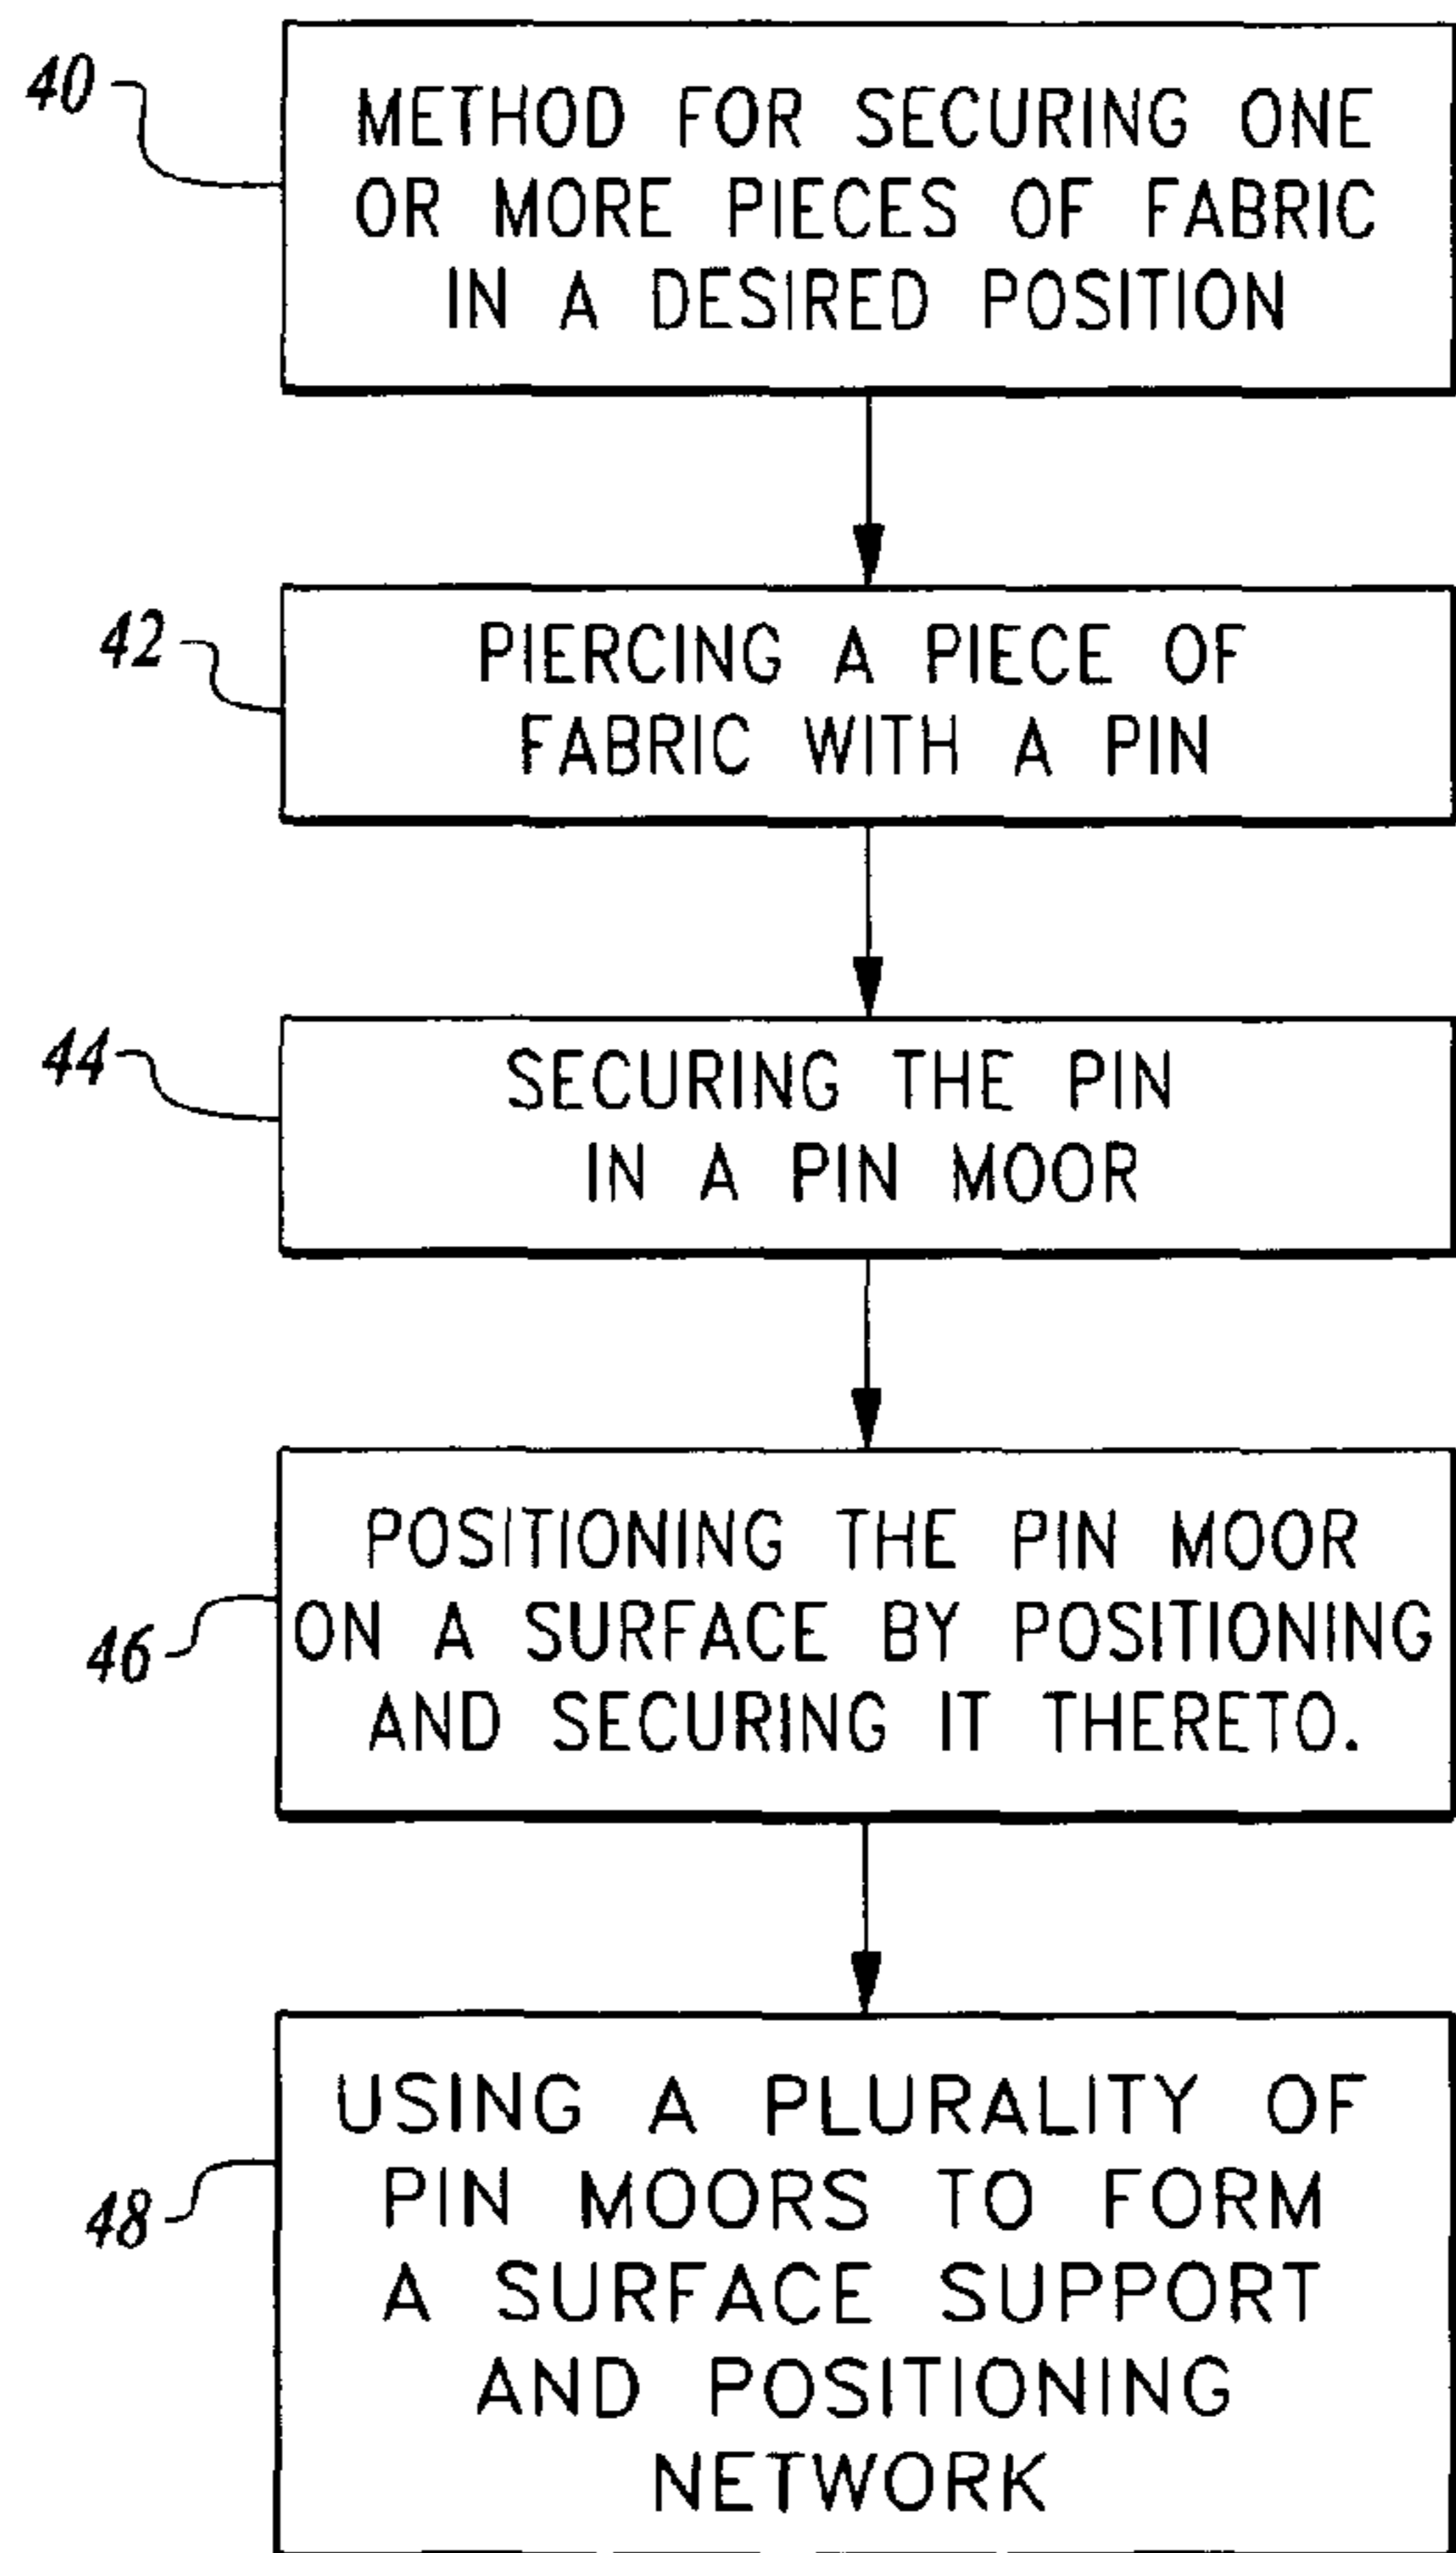 40
METHOD FOR SECURING ONE
OR MORE PIECES OF FABRIC
IN A DESIRED POSITION
42
PIERCING A PIECE OF
FABRIC WITH A PIN
44
SECURING THE PIN
IN A PIN MOOR
46
POSITIONING THE PIN MOOR
ON A SURFACE BY POSITIONING
AND SECURING IT THERETO.
48
USING A PLURALITY OF
PIN MOORS TO FORM
A SURFACE SUPPORT
AND POSITIONING
NETWORK